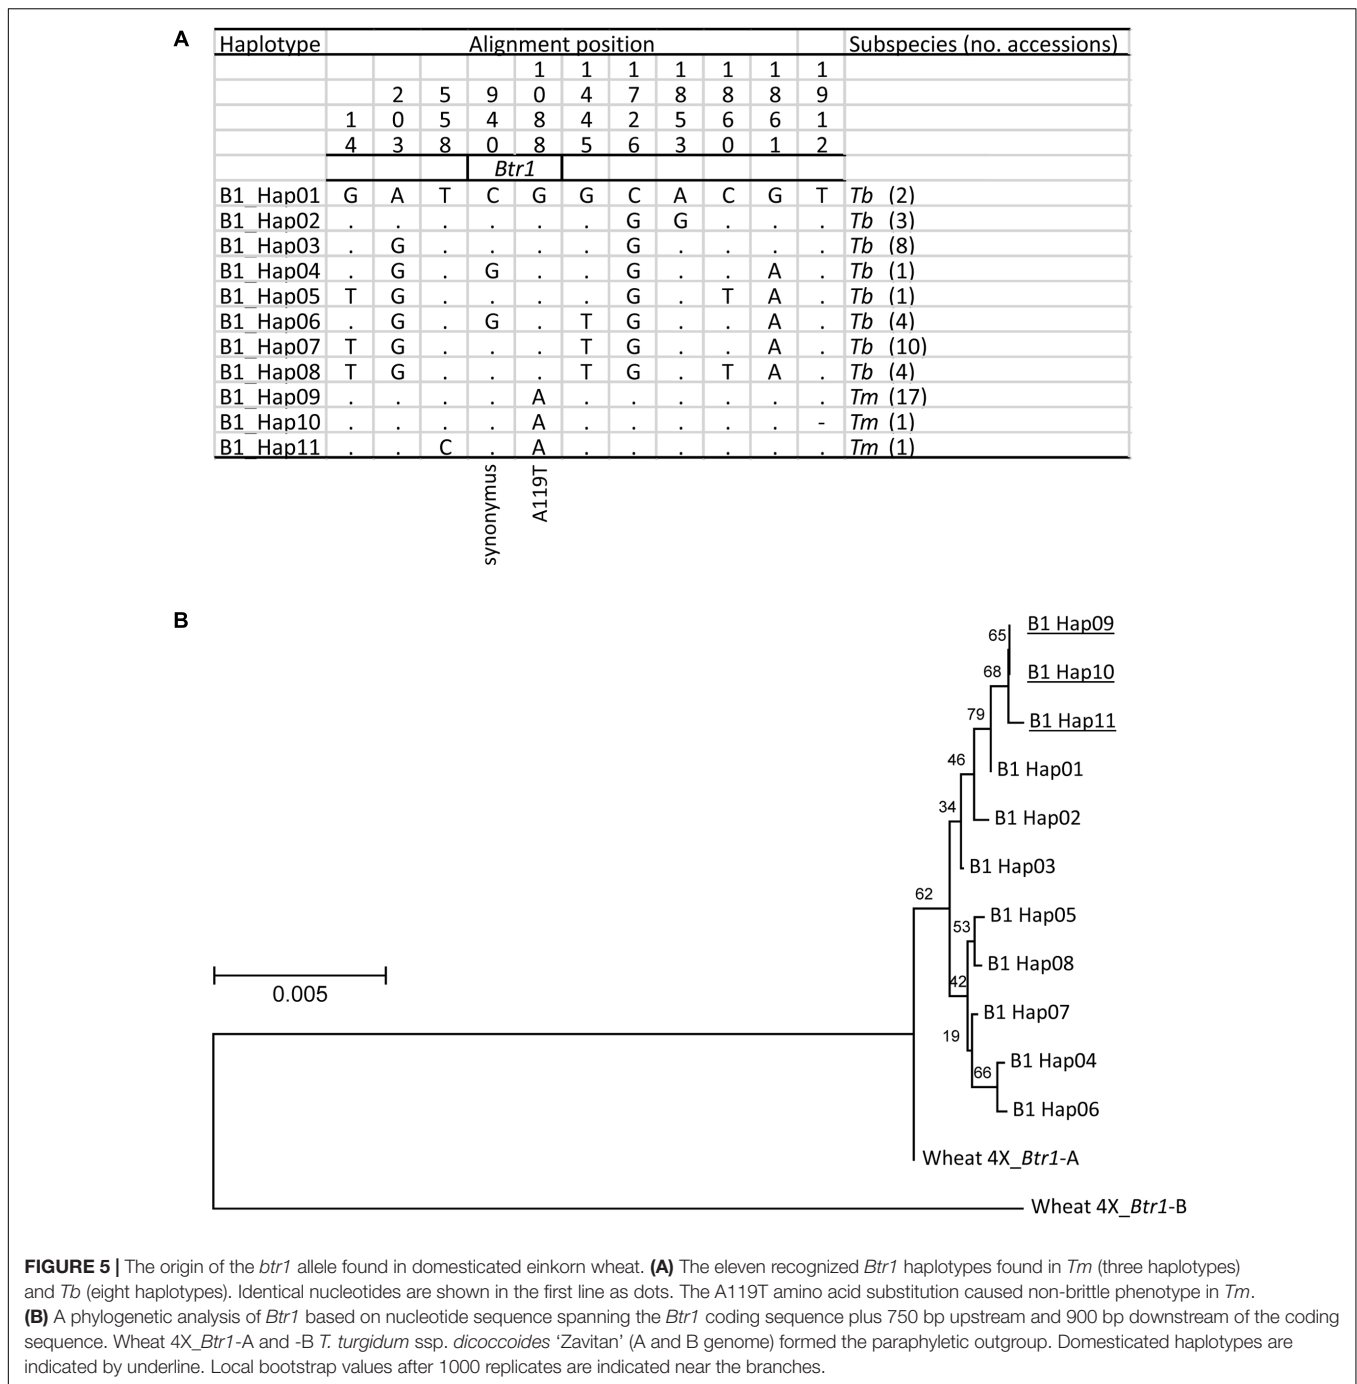 A
Haplotype Alignment position Subspecies (no. accessions)
1 1 1 1 1 1 1
2 5 9 0 4 7 8 8 8 9
1 0 5 4 8 4 2 5 6 6 1
4 3 8 0 8 5 6 3 0 1 2
Btr1
B1_Hap01 G A T C G G C A C G T Tb (2)
B1_Hap02 . . . . . . G G . . . Tb (3)
B1_Hap03 . G . . . . G . . . . Tb (8)
B1_Hap04 . G . G . . G . . A . Tb (1)
B1_Hap05 T G . . . . G . T A . Tb (1)
B1_Hap06 . G . G . T G . . A . Tb (4)
B1_Hap07 T G . . . T G . . A . Tb (10)
B1_Hap08 T G . . . T G . T A . Tb (4)
B1_Hap09 . . . . A . . . . . . Tm (17)
B1_Hap10 . . . . A . . . . . - Tm (1)
B1_Hap11 . . C . A . . . . . . Tm (1)
synonymus
A119T
B
65
B1 Hap09
68
B1 Hap10
79
B1 Hap11
46
B1 Hap01
34
B1 Hap02
B1 Hap03
62
53
B1 Hap05
B1 Hap08
42
B1 Hap07
19
B1 Hap04
66
B1 Hap06
0.005
Wheat 4X_Btr1-A
Wheat 4X_Btr1-B
FIGURE 5 | The origin of the btr1 allele found in domesticated einkorn wheat. (A) The eleven recognized Btr1 haplotypes found in Tm (three haplotypes)
and Tb (eight haplotypes). Identical nucleotides are shown in the first line as dots. The A119T amino acid substitution caused non-brittle phenotype in Tm.
(B) A phylogenetic analysis of Btr1 based on nucleotide sequence spanning the Btr1 coding sequence plus 750 bp upstream and 900 bp downstream of the coding
sequence. Wheat 4X_Btr1-A and -B T. turgidum ssp. dicoccoides ‘Zavitan’ (A and B genome) formed the paraphyletic outgroup. Domesticated haplotypes are
indicated by underline. Local bootstrap values after 1000 replicates are indicated near the branches.